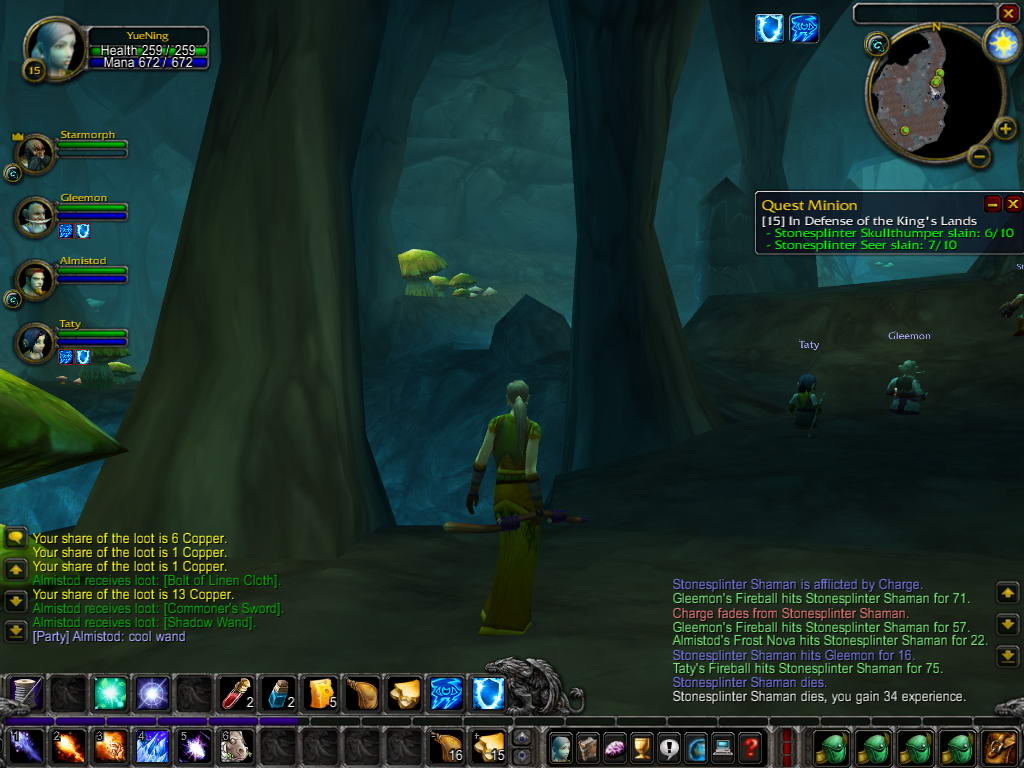 YueNing
Health 259 / 259
Mana 672 / 672
15
Starmorph
Gleemon
Almistod
Taty
N
Quest Minion
[15] In Defense of the King's Lands
- Stonesplinter Skullthumper slain: 6/10
- Stonesplinter Seer slain: 7/10
Taty
Gleemon
Your share of the loot is 6 Copper.
Your share of the loot is 1 Copper.
Your share of the loot is 1 Copper.
Almistod receives loot: [Bolt of Linen Cloth].
Your share of the loot is 13 Copper.
Almistod receives loot: [Commoner's Sword].
Almistod receives loot: [Shadow Wand].
[Party] Almistod: cool wand
Stonesplinter Shaman is afflicted by Charge.
Gleemon's Fireball hits Stonesplinter Shaman for 71.
Charge fades from Stonesplinter Shaman.
Gleemon's Fireball hits Stonesplinter Shaman for 57.
Almistod's Frost Nova hits Stonesplinter Shaman for 22.
Stonesplinter Shaman hits Gleemon for 16.
Taty's Fireball hits Stonesplinter Shaman for 75.
Stonesplinter Shaman dies.
Stonesplinter Shaman dies, you gain 34 experience.
2 2 5
1 2 3 4 5 6 16 15